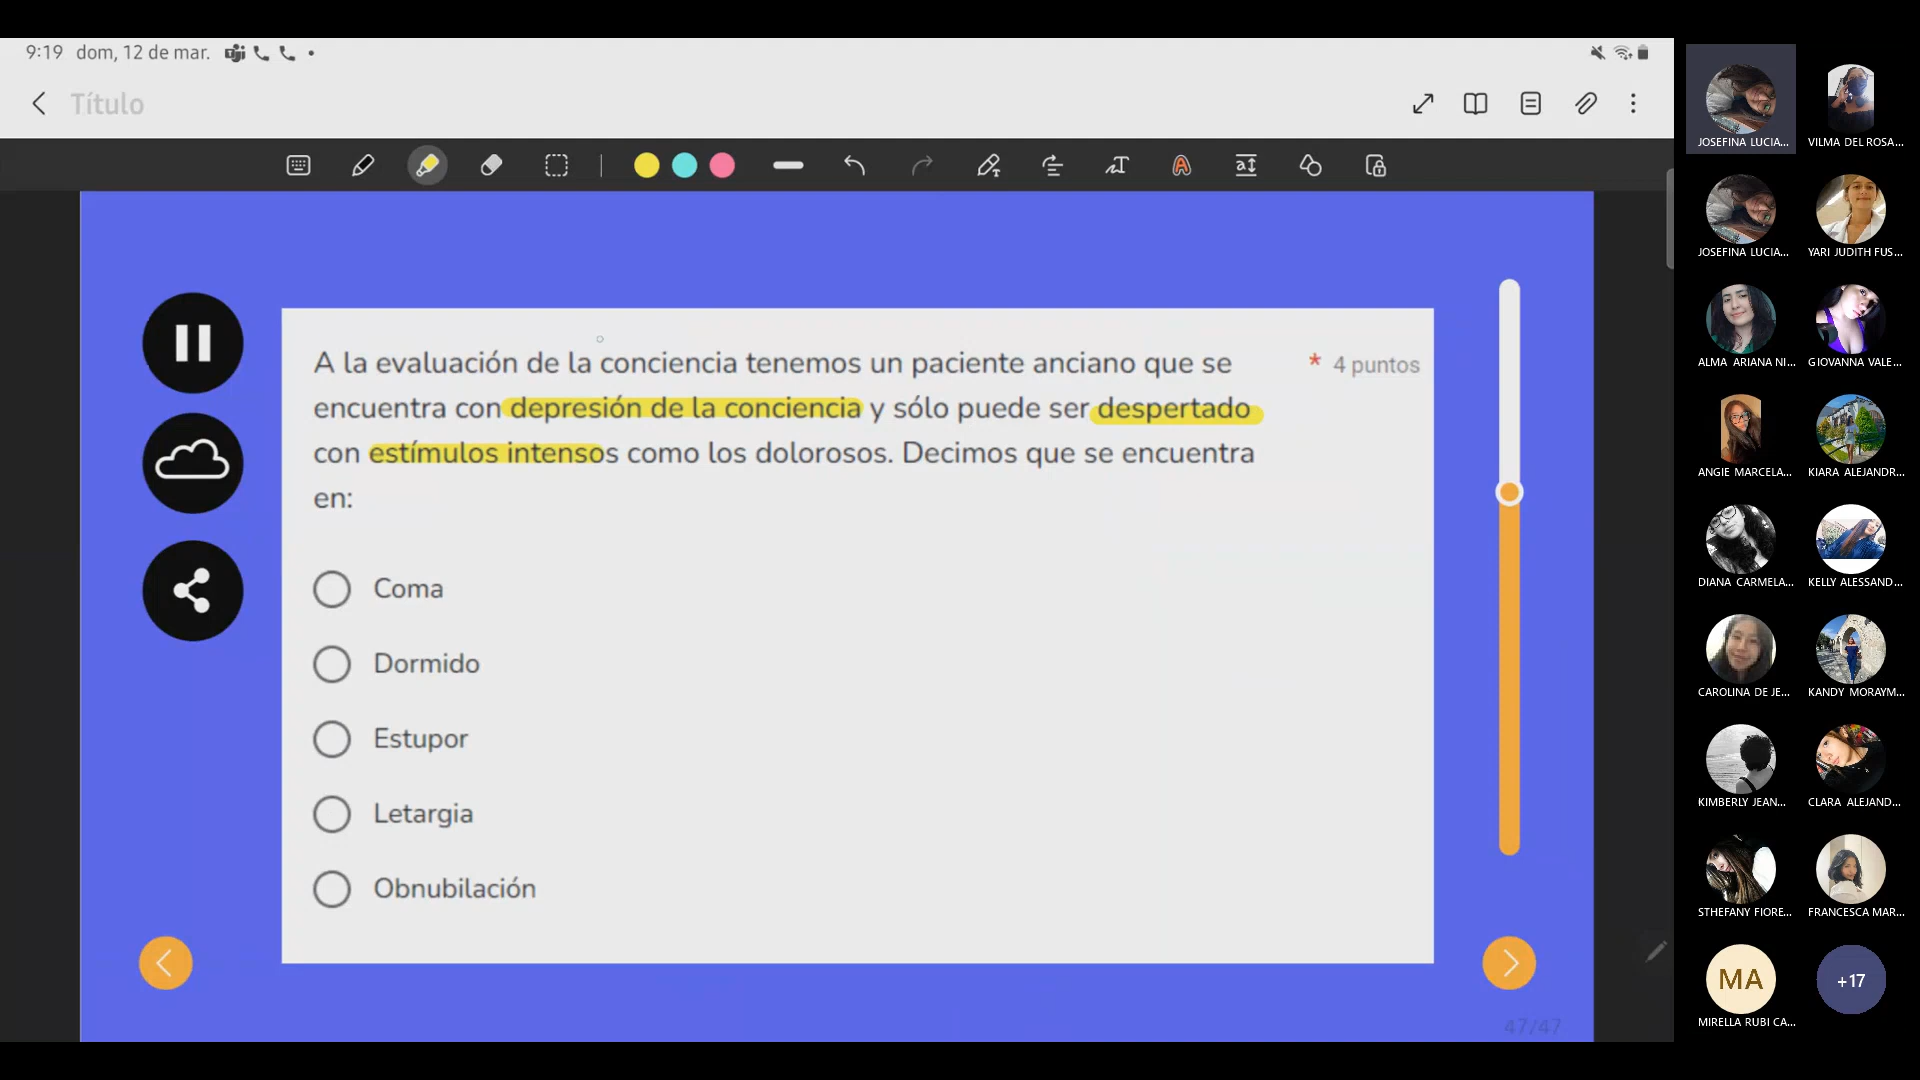 9:19 dom, 12 de mar.
Título
A la evaluación de la conciencia tenemos un paciente anciano que se
* 4 puntos
encuentra con depresión de la conciencia y sólo puede ser despertado
con estímulos intensos como los dolorosos. Decimos que se encuentra
en:
Coma
Dormido
Estupor
Letargia
Obnubilación
47/47
JOSEFINA LUCIA...
VILMA DEL ROSA...
JOSEFINA LUCIA...
YARI JUDITH FUS...
ALMA ARIANA NI...
GIOVANNA VALE...
ANGIE MARCELA...
KIARA ALEJANDR...
DIANA CARMELA...
KELLY ALESSAND...
CAROLINA DE JE...
KANDY MORAYM...
KIMBERLY JEAN...
CLARA ALEJAND...
STHEFANY FIORE...
FRANCESCA MAR...
MA
+17
MIRELLA RUBI CA...